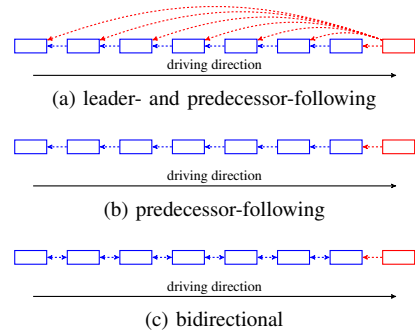 driving direction
(a) leader- and predecessor-following
driving direction
(b) predecessor-following
driving direction
(c) bidirectional